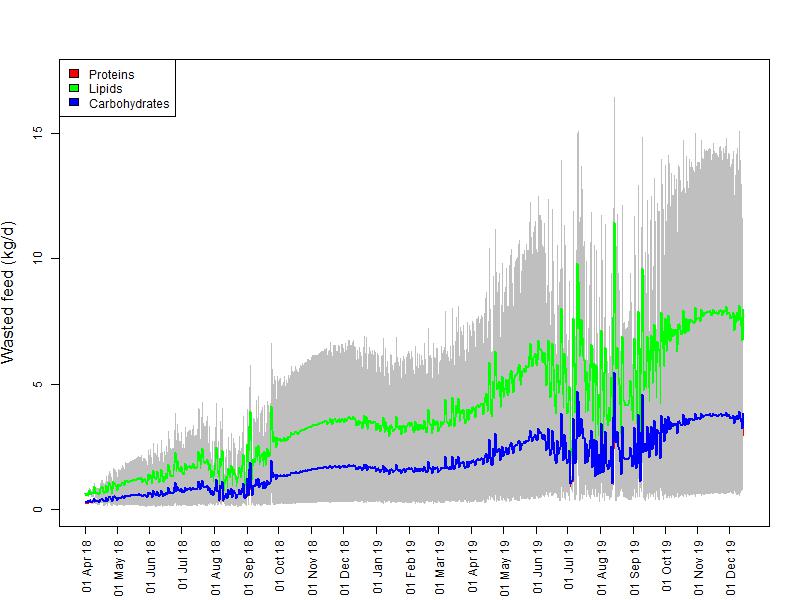 Proteins
Lipids
Carbohydrates
Wasted feed (kg/d)
15
10
5
0
01 Apr 18
01 May 18
01 Jun 18
01 Jul 18
01 Aug 18
01 Sep 18
01 Oct 18
01 Nov 18
01 Dec 18
01 Jan 19
01 Feb 19
01 Mar 19
01 Apr 19
01 May 19
01 Jun 19
01 Jul 19
01 Aug 19
01 Sep 19
01 Oct 19
01 Nov 19
01 Dec 19